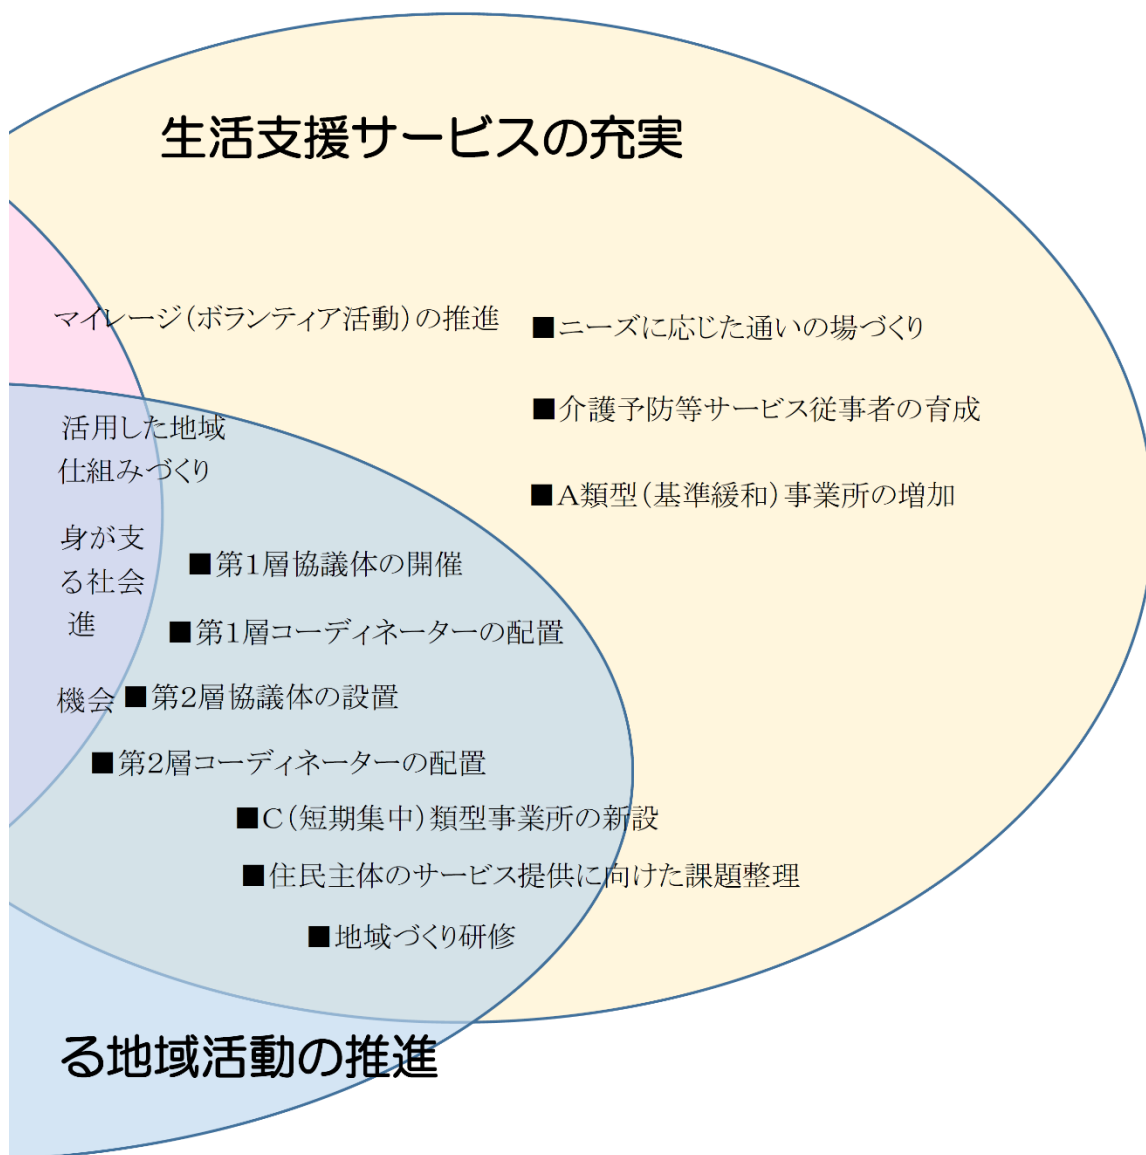 生活支援サービスの充実
マイレージ（ボランティア活動）の推進
■ニーズに応じた通いの場づくり
■介護予防等サービス従事者の育成
■Ａ類型（基準緩和）事業所の増加
活用した地域
仕組みづくり
身が支
る社会
進
■第１層協議体の開催
■第１層コーディネーターの配置
機会
■第２層協議体の設置
■第２層コーディネーターの配置
■Ｃ（短期集中）類型事業所の新設
■住民主体のサービス提供に向けた課題整理
■地域づくり研修
る地域活動の推進